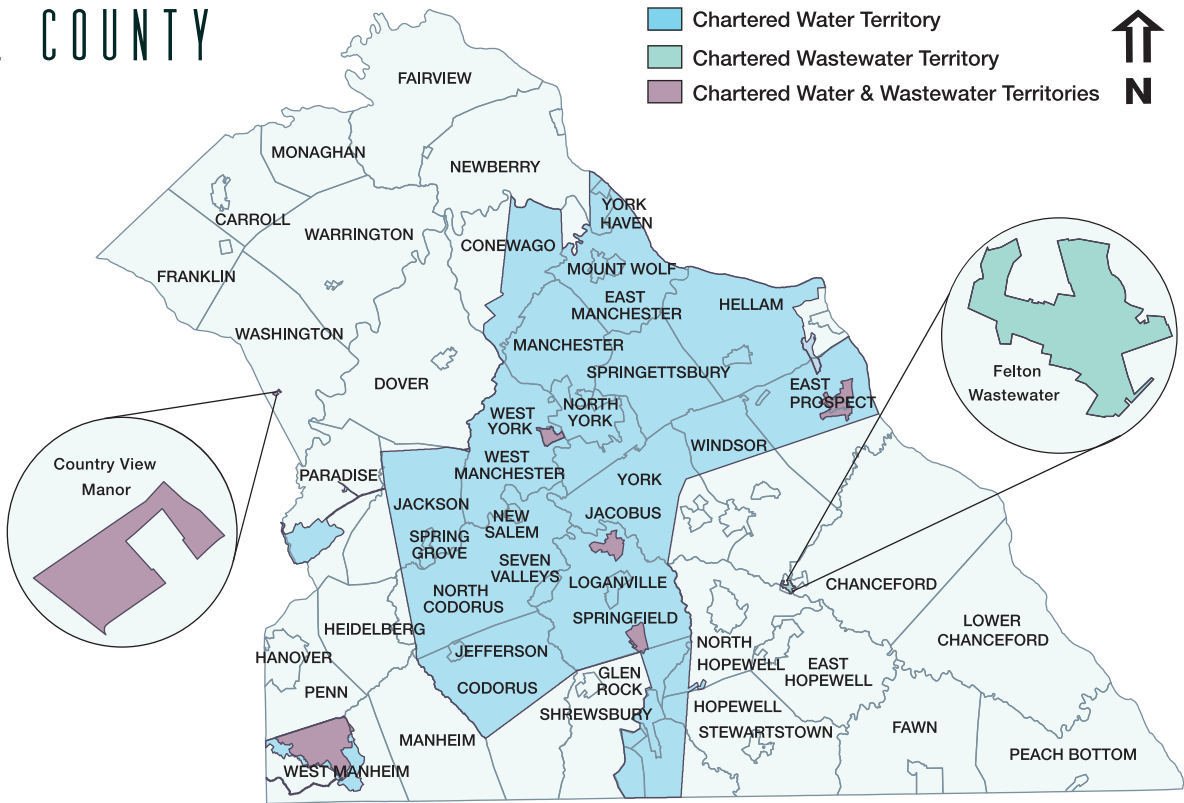 COUNTY
Chartered Water Territory
Chartered Wastewater Territory
Chartered Water & Wastewater Territories
N
FAIRVIEW
MONAGHAN
NEWBERRY
CARROLL
WARRINGTON
YORK
HAVEN
CONEWAGO
FRANKLIN
MOUNT WOLF
EAST
MANCHESTER
HELLAM
WASHINGTON
MANCHESTER
SPRINGETTSBURY
DOVER
EAST
PROSPECT
Felton
Wastewater
WEST
YORK
NORTH
YORK
WINDSOR
WEST
MANCHESTER
Country View
Manor
PARADISE
YORK
JACKSON
NEW
SALEM
JACOBUS
SPRING
GROVE
SEVEN
VALLEYS
LOGANVILLE
CHANCEFORD
NORTH
CODORUS
SPRINGFIELD
HEIDELBERG
LOWER
CHANCEFORD
NORTH
HOPEWELL
JEFFERSON
HANOVER
EAST
HOPEWELL
GLEN
ROCK
CODORUS
PENN
HOPEWELL
SHREWSBURY
STEWARTSTOWN
FAWN
MANHEIM
PEACH BOTTOM
WEST MANHEIM